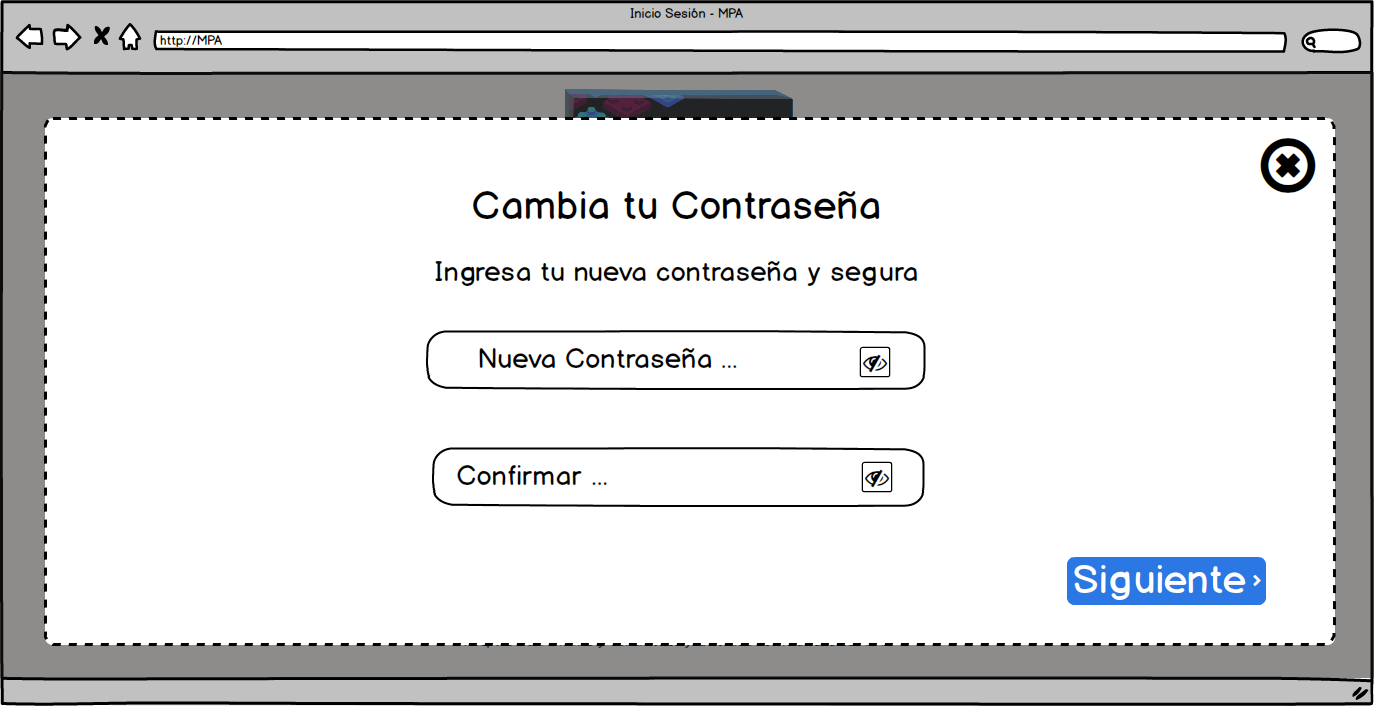 Inicio Sesión - MPA
http://MPA
Cambia tu Contraseña
Ingresa tu nueva contraseña y segura
Nueva Contraseña ...
Confirmar ...
Siguiente ›